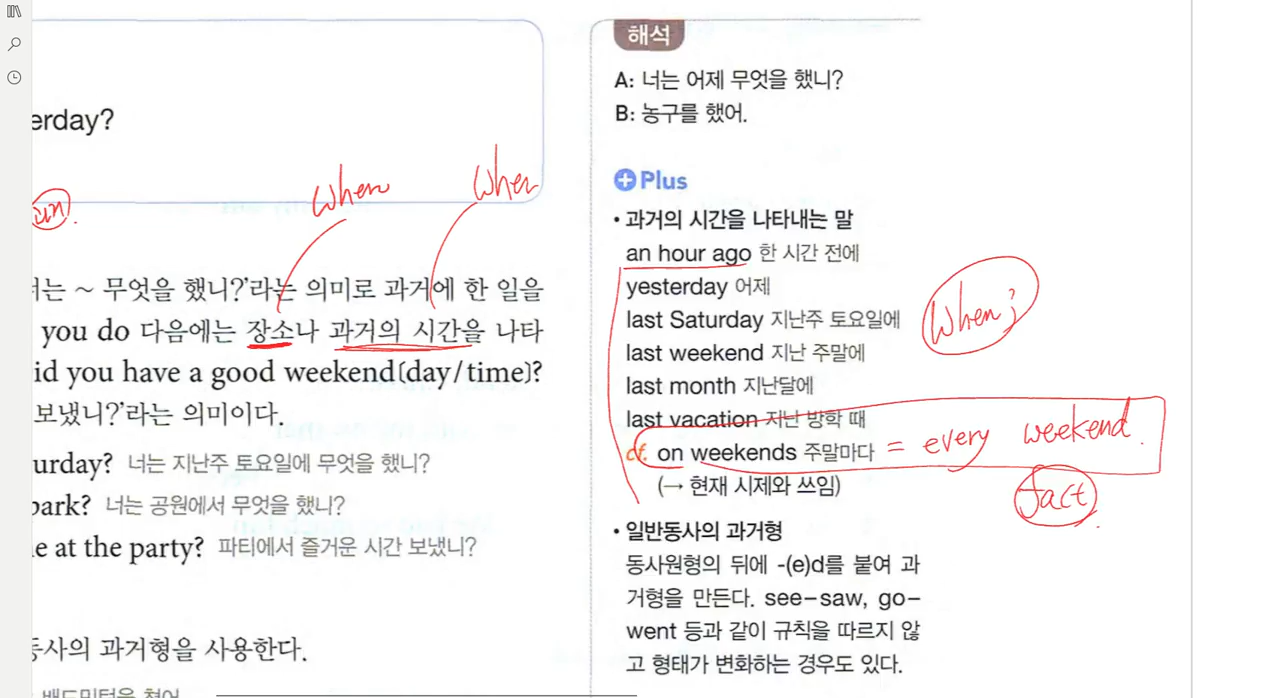 erday?
un
when
when
너는 ~ 무엇을 했니?'라는 의미로 과거에 한 일을
you do 다음에는 장소나 과거의 시간을 나타
id you have a good weekend(day/time)?
보냈니?'라는 의미이다.
urday? 너는 지난주 토요일에 무엇을 했니?
park? 너는 공원에서 무엇을 했니?
e at the party? 파티에서 즐거운 시간 보냈니?
동사의 과거형을 사용한다.
배드민턴을 쳤어
해석
A: 너는 어제 무엇을 했니?
B: 농구를 했어.
Plus
• 과거의 시간을 나타내는 말
an hour ago 한 시간 전에
yesterday 어제
last Saturday 지난주 토요일에
last weekend 지난 주말에
last month 지난달에
last vacation 지난 방학 때
cf. on weekends 주말마다 = every weekend.
(→ 현재 시제와 쓰임)
when?
fact
• 일반동사의 과거형
동사원형의 뒤에 -(e)d를 붙여 과
거형을 만든다. see-saw, go-
went 등과 같이 규칙을 따르지 않
고 형태가 변화하는 경우도 있다.